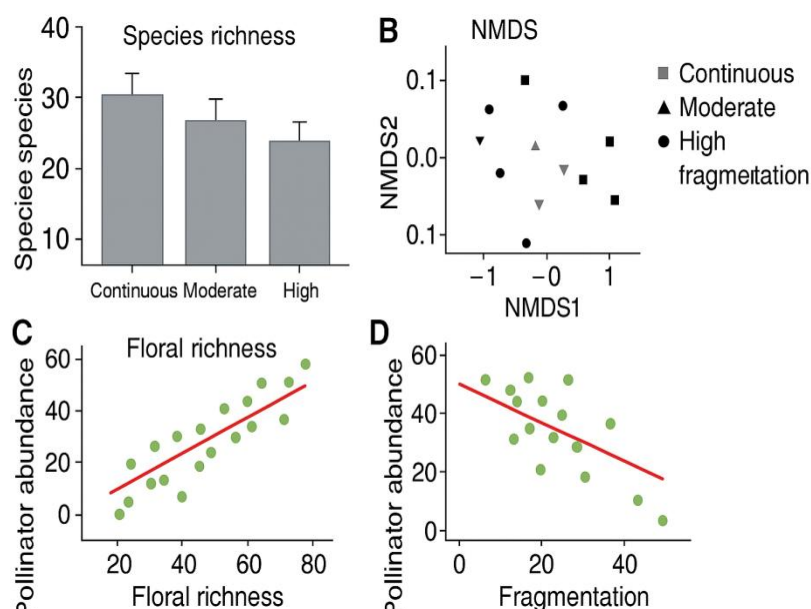 Species richness
Speciee species
40
30
20
10
Continuous Moderate High
B
NMDS
NMDS2
0.1
0.0
0.1
−1 −0 1
NMDS1
Continuous
Moderate
High
fragmentation
C
Floral richness
Pollinator abundance
60
40
20
0
20 40 60 80
Floral richness
D
Pollinator abundance
60
40
20
0
0 20 40
Fragmentation